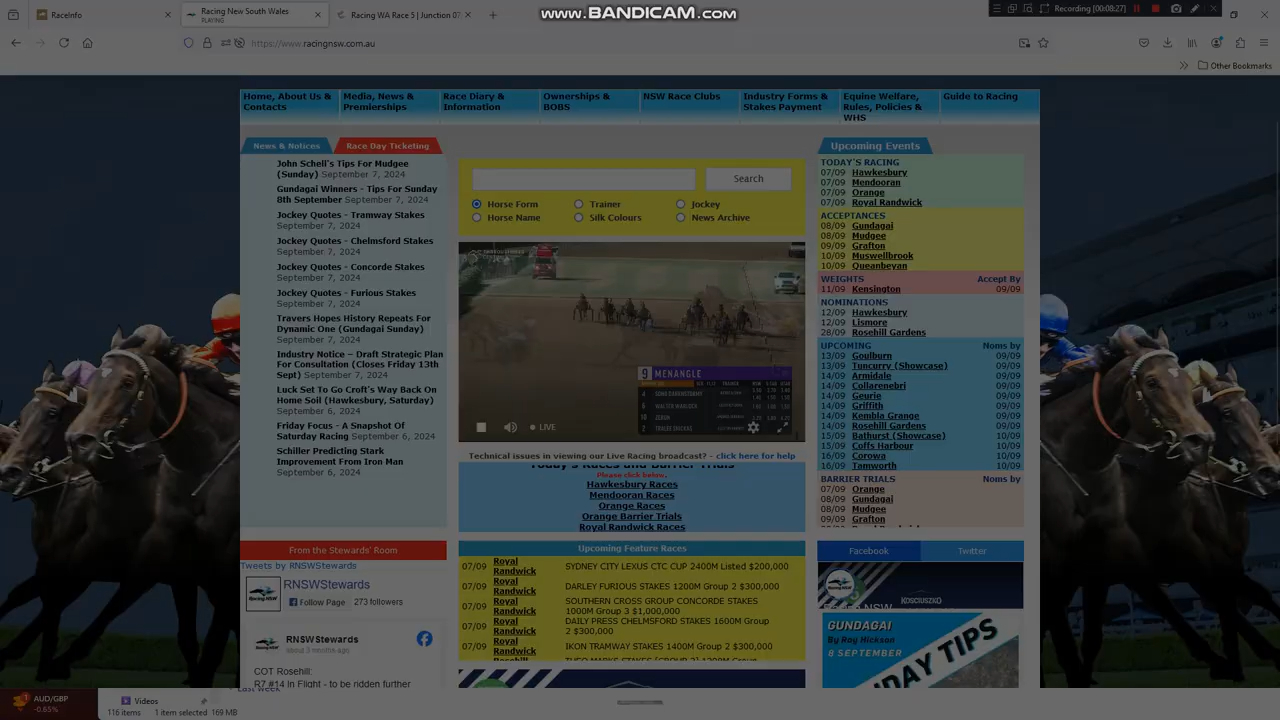 www.BANDICAM.com
Recording [00:08:27]
RaceInfo
Racing New South Wales
PLAYING
Racing WA Race 5 | Junction 07:
https://www.racingnsw.com.au
Other Bookmarks
Home, About Us & Contacts
Media, News & Premierships
Race Diary & Information
Ownerships & BOBS
NSW Race Clubs
Industry Forms & Stakes Payment
Equine Welfare, Rules, Policies & WHS
Guide to Racing
News & Notices
Race Day Ticketing
John Schell's Tips For Mudgee
(Sunday) September 7, 2024
Gundagai Winners - Tips For Sunday
8th September September 7, 2024
Jockey Quotes - Tramway Stakes
September 7, 2024
Jockey Quotes - Chelmsford Stakes
September 7, 2024
Jockey Quotes - Concorde Stakes
September 7, 2024
Jockey Quotes - Furious Stakes
September 7, 2024
Travers Hopes History Repeats For
Dynamic One (Gundagai Sunday)
September 7, 2024
Industry Notice – Draft Strategic Plan
For Consultation (Closes Friday 13th
Sept) September 7, 2024
Luck Set To Go Croft's Way Back On
Home Soil (Hawkesbury, Saturday)
September 6, 2024
Friday Focus - A Snapshot Of
Saturday Racing September 6, 2024
Schiller Predicting Stark
Improvement From Iron Man
September 6, 2024
From the Stewards' Room
Tweets by RNSWStewards
RNSWStewards
Follow Page 273 followers
RNSWStewards
about 3 months ago
COT Rosehill:
R7 #14 In Flight - to be ridden further
Search
Horse Form
Trainer
Jockey
Horse Name
Silk Colours
News Archive
9 MENANGLE
LIVE
Technical issues in viewing our Live Racing broadcast? - click here for help
Today's Races and Barrier Trials
Please click below.
Hawkesbury Races
Mendooran Races
Orange Races
Orange Barrier Trials
Royal Randwick Races
Upcoming Feature Races
07/09 Royal Randwick SYDNEY CITY LEXUS CTC CUP 2400M Listed $200,000
07/09 Royal Randwick DARLEY FURIOUS STAKES 1200M Group 2 $300,000
07/09 Royal Randwick SOUTHERN CROSS GROUP CONCORDE STAKES 1000M Group 3 $1,000,000
07/09 Royal Randwick DAILY PRESS CHELMSFORD STAKES 1600M Group 2 $300,000
07/09 Royal Randwick IKON TRAMWAY STAKES 1400M Group 2 $300,000
Upcoming Events
TODAY'S RACING
07/09 Hawkesbury
07/09 Mendooran
07/09 Orange
07/09 Royal Randwick
ACCEPTANCES
08/09 Gundagai
08/09 Mudgee
09/09 Grafton
10/09 Muswellbrook
10/09 Queanbeyan
WEIGHTS Accept By
11/09 Kensington 09/09
NOMINATIONS
12/09 Hawkesbury
12/09 Lismore
28/09 Rosehill Gardens
UPCOMING Noms by
13/09 Goulburn 09/09
13/09 Tuncurry (Showcase) 09/09
14/09 Armidale 09/09
14/09 Collarenebri 09/09
14/09 Geurie 09/09
14/09 Griffith 09/09
14/09 Kembla Grange 09/09
14/09 Rosehill Gardens 09/09
15/09 Bathurst (Showcase) 10/09
15/09 Coffs Harbour 10/09
16/09 Corowa 10/09
16/09 Tamworth 10/09
BARRIER TRIALS Noms by
07/09 Orange
08/09 Gundagai
08/09 Mudgee
09/09 Grafton
Facebook
Twitter
KOSCIUSZKO
GUNDAGAI
By Ray Hickson
8 SEPTEMBER
DAY TIPS
AUD/GBP
-0.65%
Videos
116 items
1 item selected 169 MB